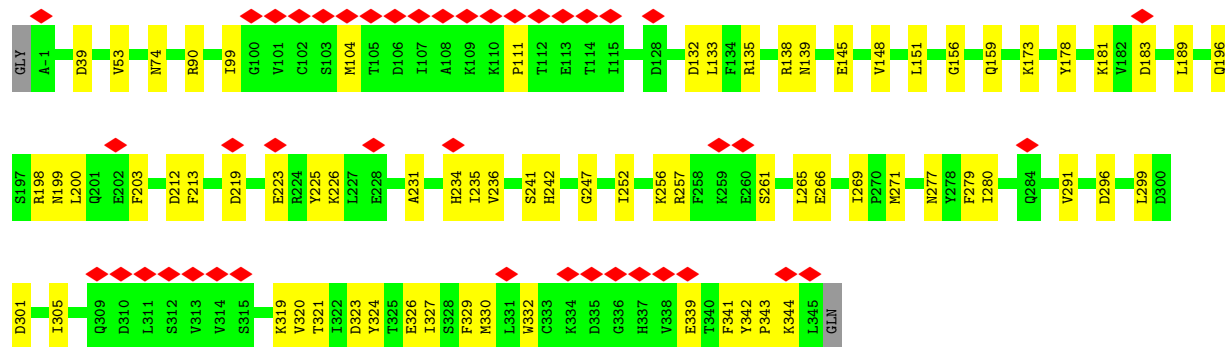 GLY A-1 D39 V53 N74 R90 I99 G100 V101 C102 S103 M104 T105 D106 I107 A108 K109 K110 P111 T112 E113 T114 I115 D128 D132 L133 F134 R135 R138 N139 E145 V148 L151 G156 Q159 K173 Y178 K181 V182 D183 L189 Q196
S197 R198 N199 L200 Q201 E202 F203 D212 F213 D219 E223 R224 Y225 K226 L227 E228 A231 H234 I235 V236 S241 H242 G247 I252 K256 R257 F258 K259 E260 S261 L265 E266 I269 P270 M271 N277 Y278 F279 I280 Q284 V291 D296 L299 D300
D301 I305 Q309 D310 L311 S312 V313 V314 S315 K319 V320 T321 I322 D323 Y324 T325 E326 I327 S328 F329 M330 L331 W332 C333 K334 D335 G336 H337 V338 E339 T340 F341 Y342 P343 K344 L345 GLN